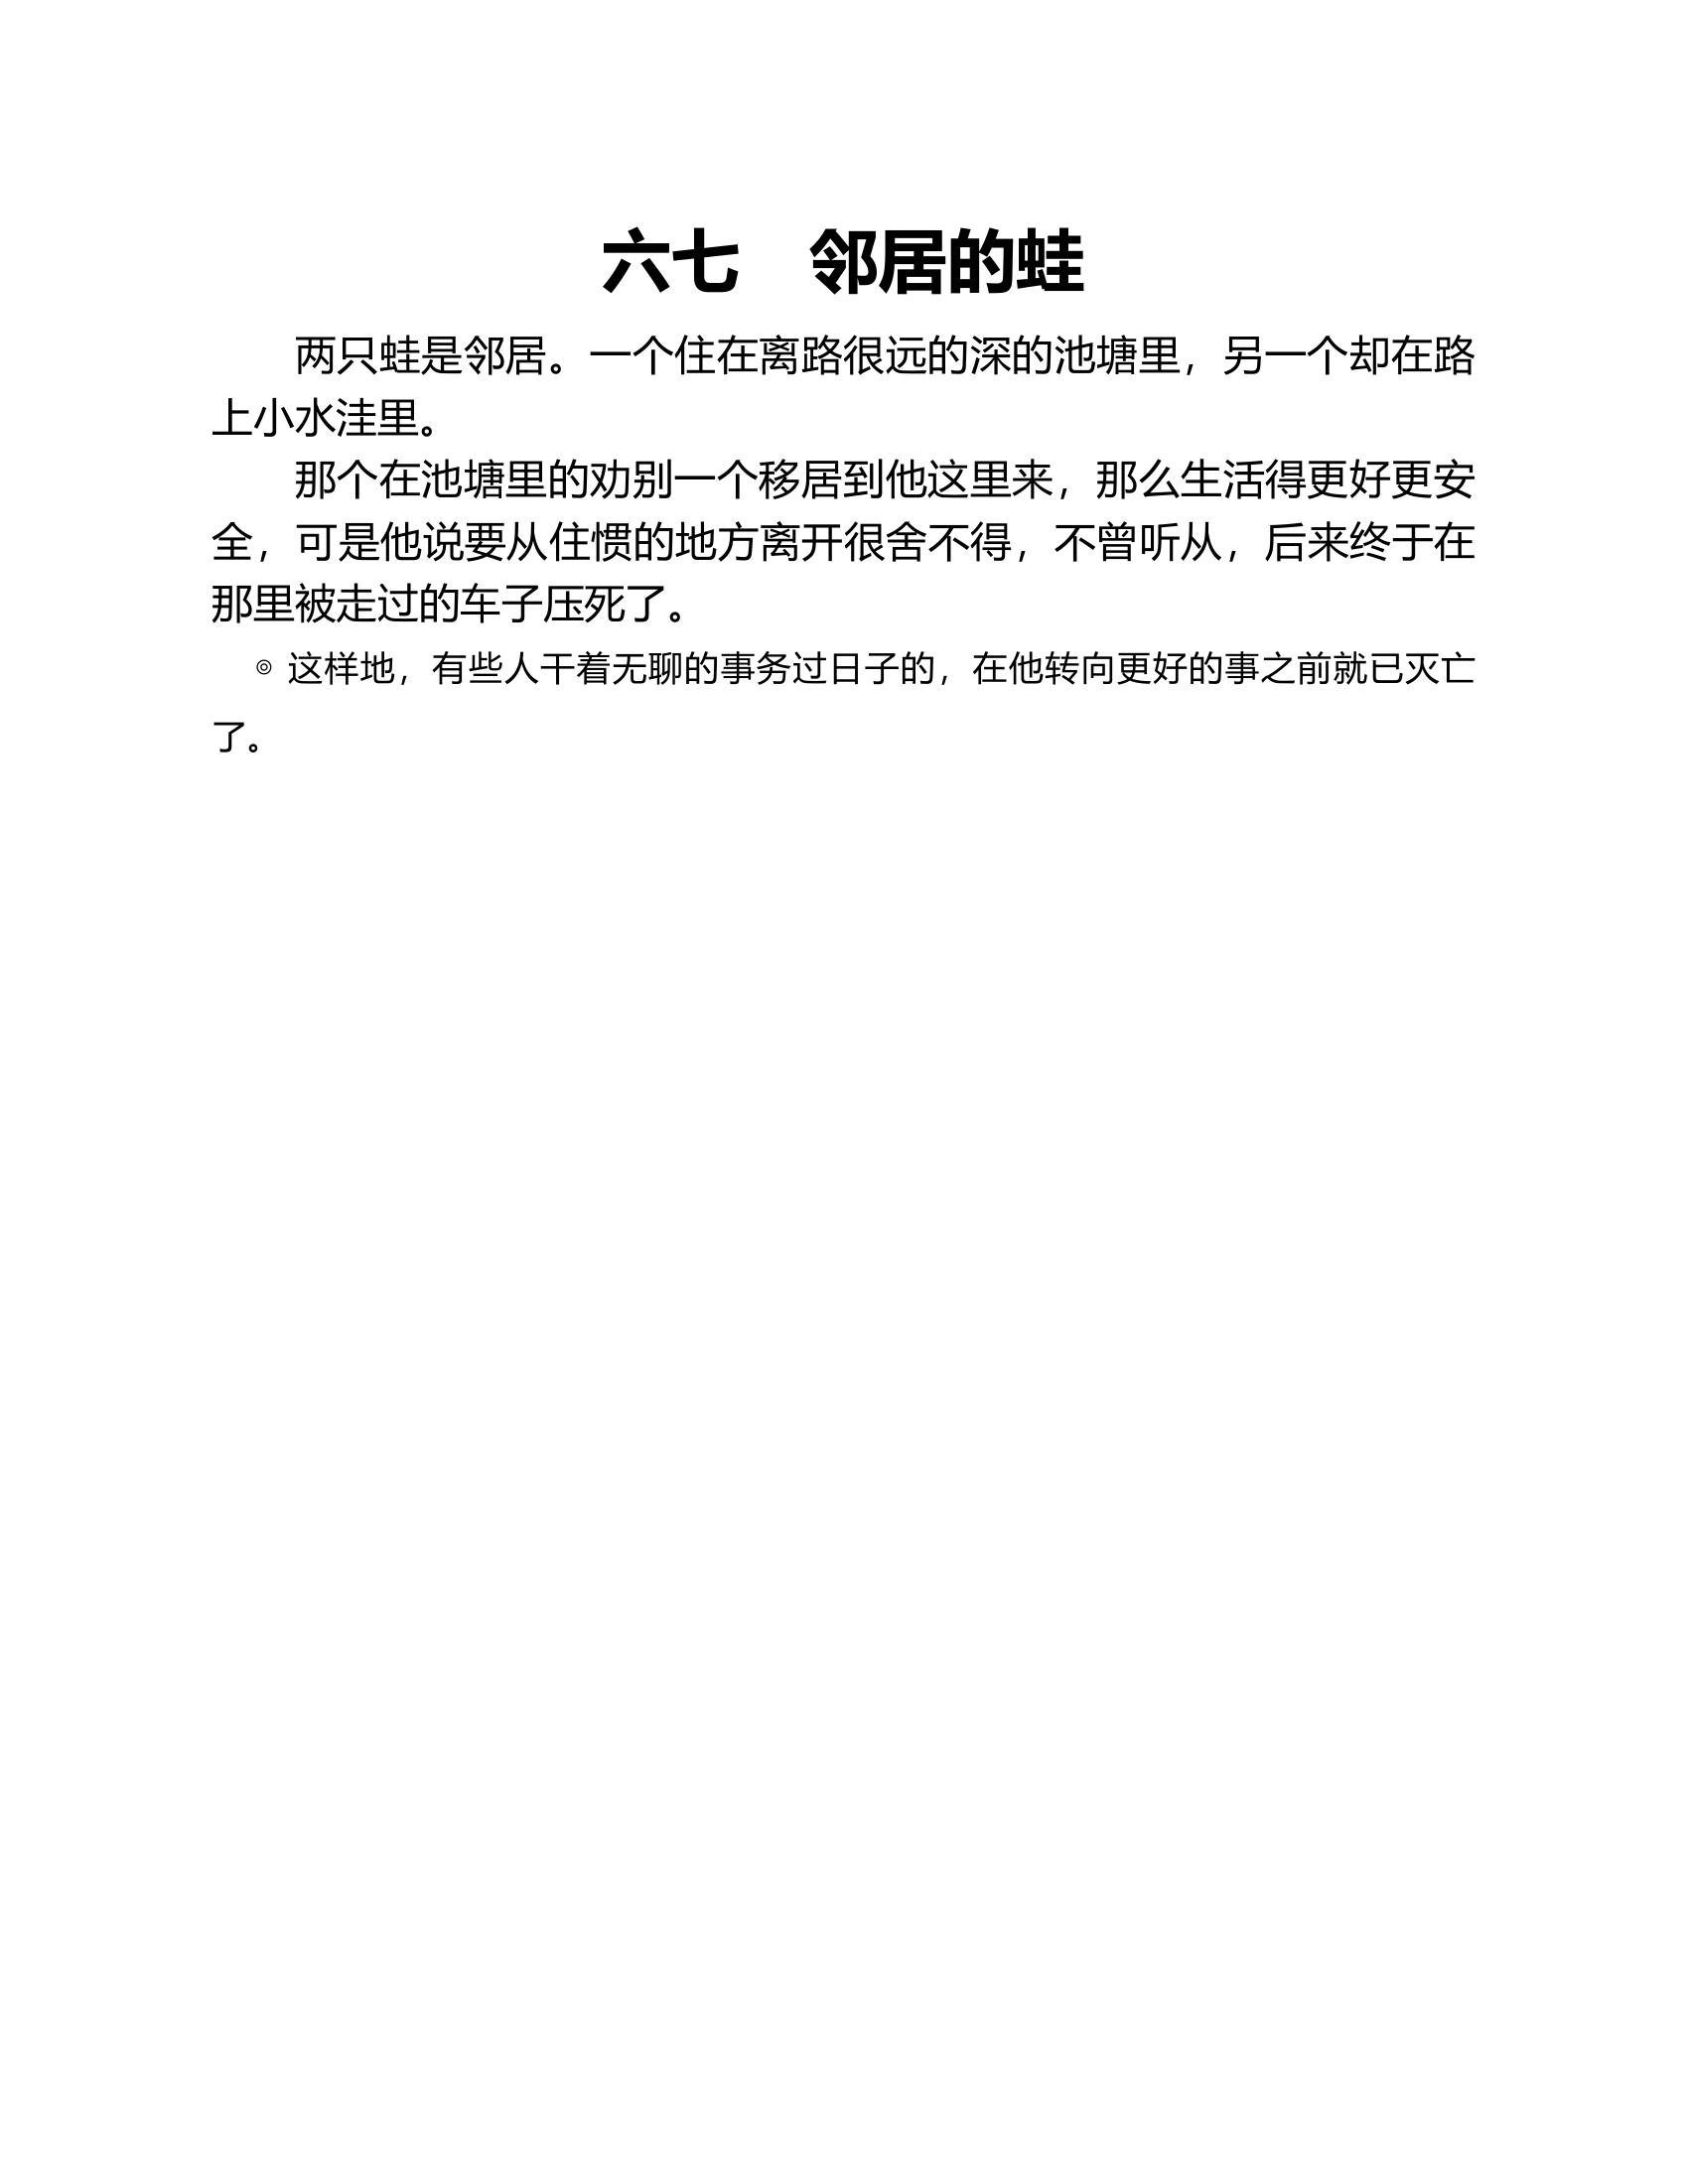 六七　邻居的蛙
两只蛙是邻居。一个住在离路很远的深的池塘里，另一个却在路
上小水洼里。
那个在池塘里的劝别一个移居到他这里来，那么生活得更好更安
全，可是他说要从住惯的地方离开很舍不得，不曾听从，后来终于在
那里被走过的车子压死了。
◎ 这样地，有些人干着无聊的事务过日子的，在他转向更好的事之前就已灭亡
了。